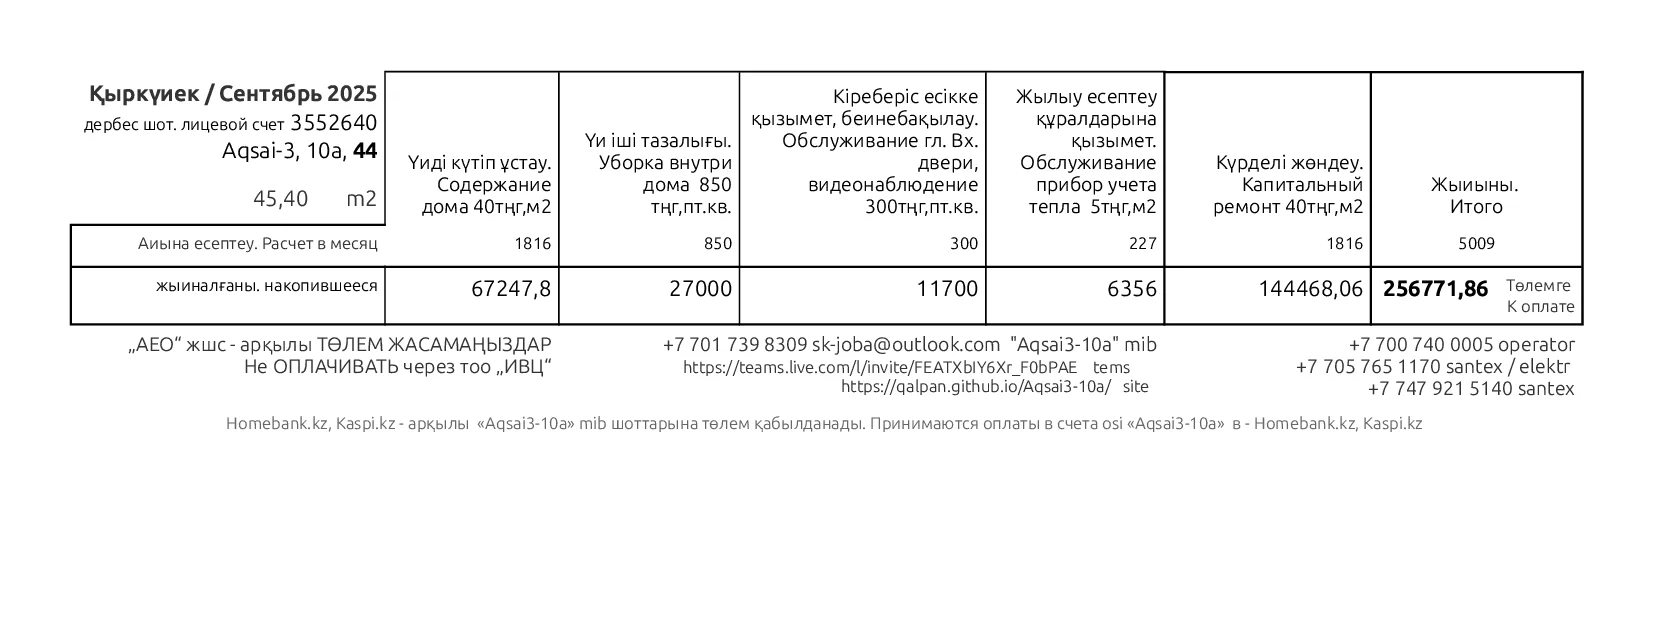 Қыркүиек / Сентябрь 2025
дербес шот. лицевой счет 3552640
Aqsai-3, 10а, 44
45,40 m2
Үиді күтіп ұстау.
Содержание
дома 40тңг,м2
Үи іші тазалығы.
Уборка внутри
дома 850
тңг,пт.кв.
Кіреберіс есікке
қызымет, беинебақылау.
Обслуживание гл. Вх.
двери,
видеонаблюдение
300тңг,пт.кв.
Жылыу есептеу
құралдарына
қызымет.
Обслуживание
прибор учета
тепла 5тңг,м2
Күрделі жөндеу.
Капитальный
ремонт 40тңг,м2
Жыиыны.
Итого
Аиына есептеу. Расчет в месяц 1816 850 300 227 1816 5009
жыиналғаны. накопившееся 67247,8 27000 11700 6356 144468,06 256771,86 Төлемге
К оплате
„АЕО“ жшс - арқылы ТӨЛЕМ ЖАСАМАҢЫЗДАР
Не ОПЛАЧИВАТЬ через тоо „ИВЦ“
+7 701 739 8309 sk-joba@outlook.com "Aqsai3-10a" mib
https://teams.live.com/l/invite/FEATXbIY6Xr_F0bPAE tems
https://qalpan.github.io/Aqsai3-10a/ site
+7 700 740 0005 operator
+7 705 765 1170 santex / elektr
+7 747 921 5140 santex
Homebank.kz, Kaspi.kz - арқылы «Aqsai3-10a» mib шоттарына төлем қабылданады. Принимаются оплаты в счета osi «Aqsai3-10a» в - Homebank.kz, Kaspi.kz